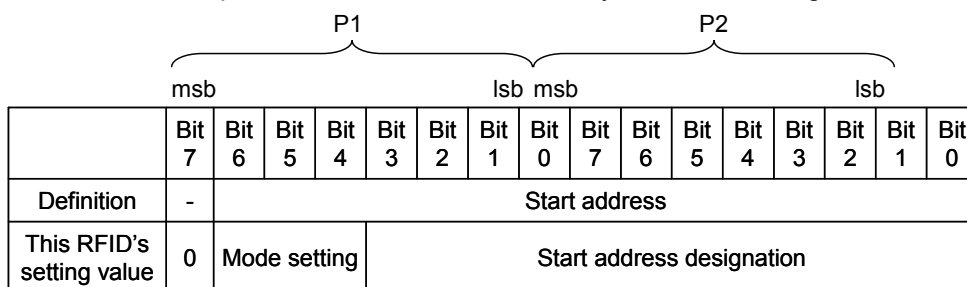 P1 P2
msb lsb msb lsb
Bit 7 Bit 6 Bit 5 Bit 4 Bit 3 Bit 2 Bit 1 Bit 0 Bit 7 Bit 6 Bit 5 Bit 4 Bit 3 Bit 2 Bit 1 Bit 0
Definition - Start address
This RFID's
setting value 0 Mode setting Start address designation